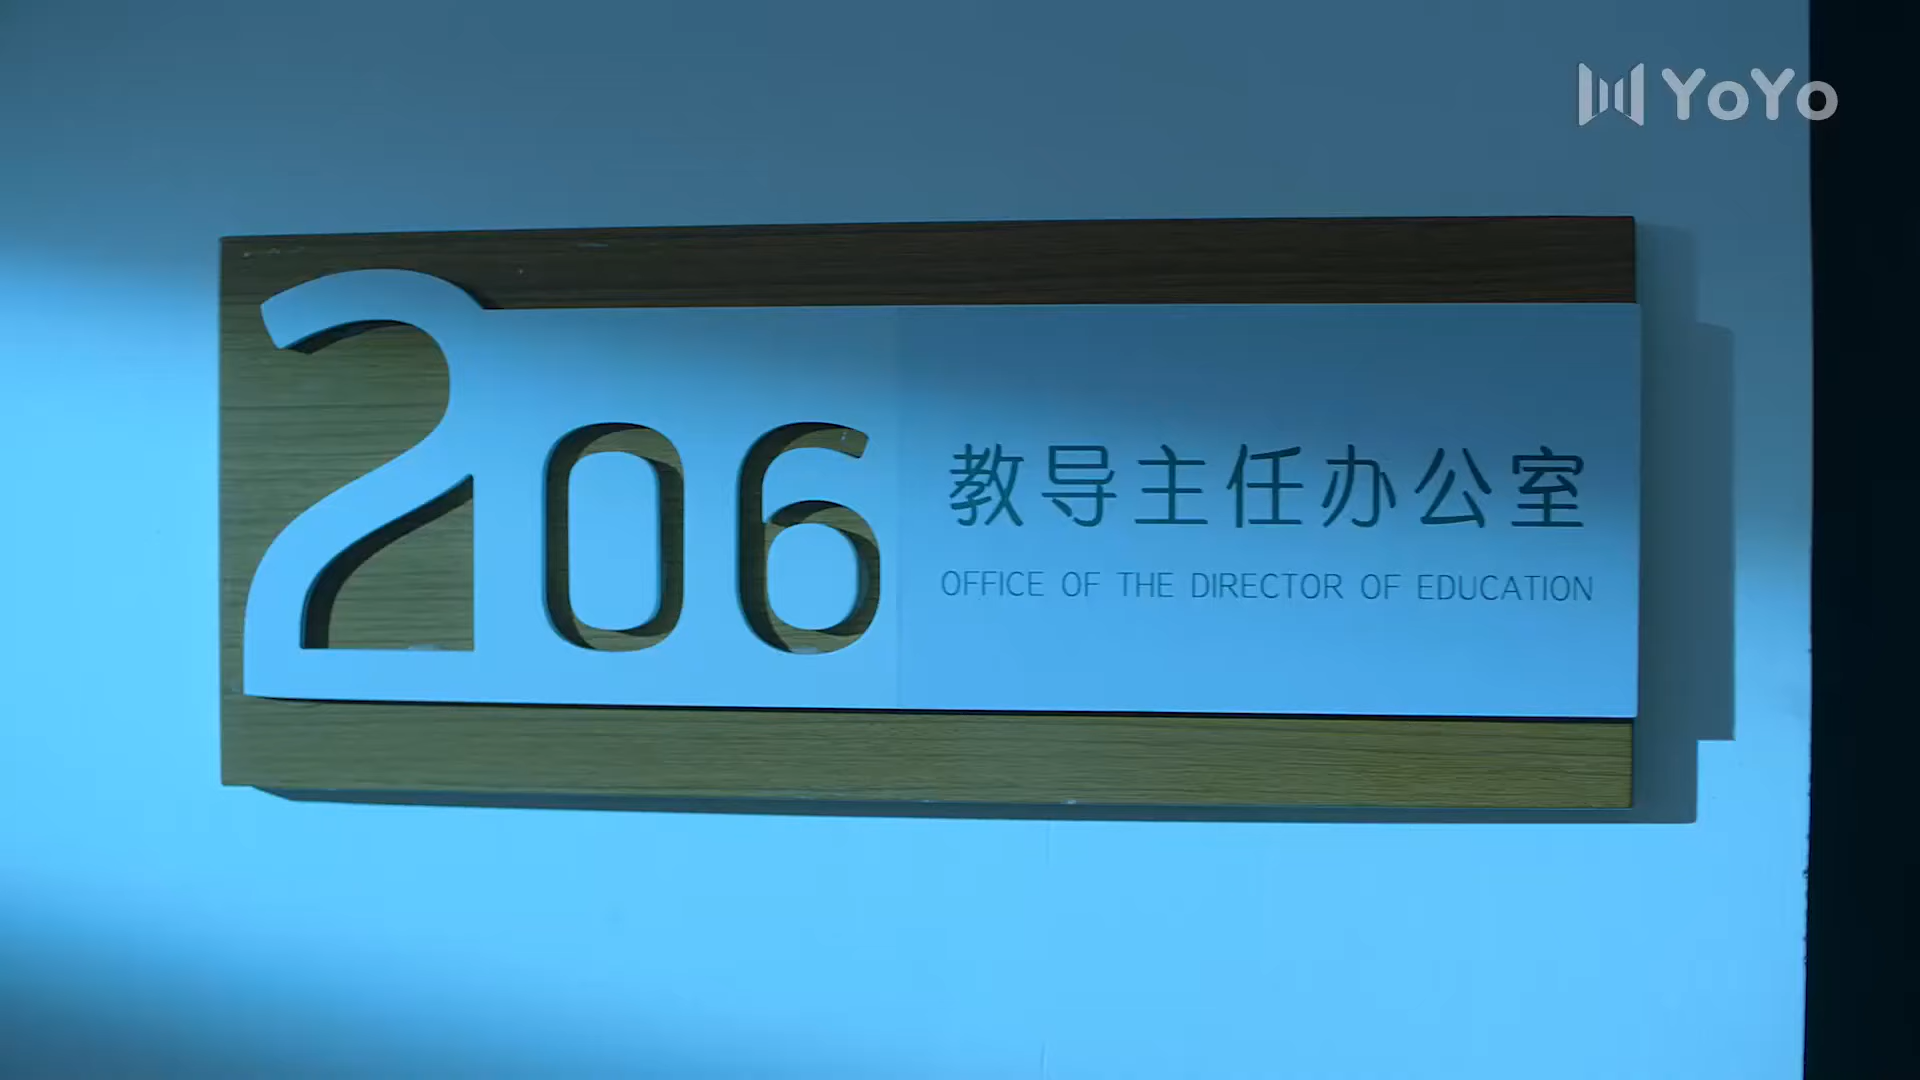 YoYo
206
教导主任办公室
OFFICE OF THE DIRECTOR OF EDUCATION